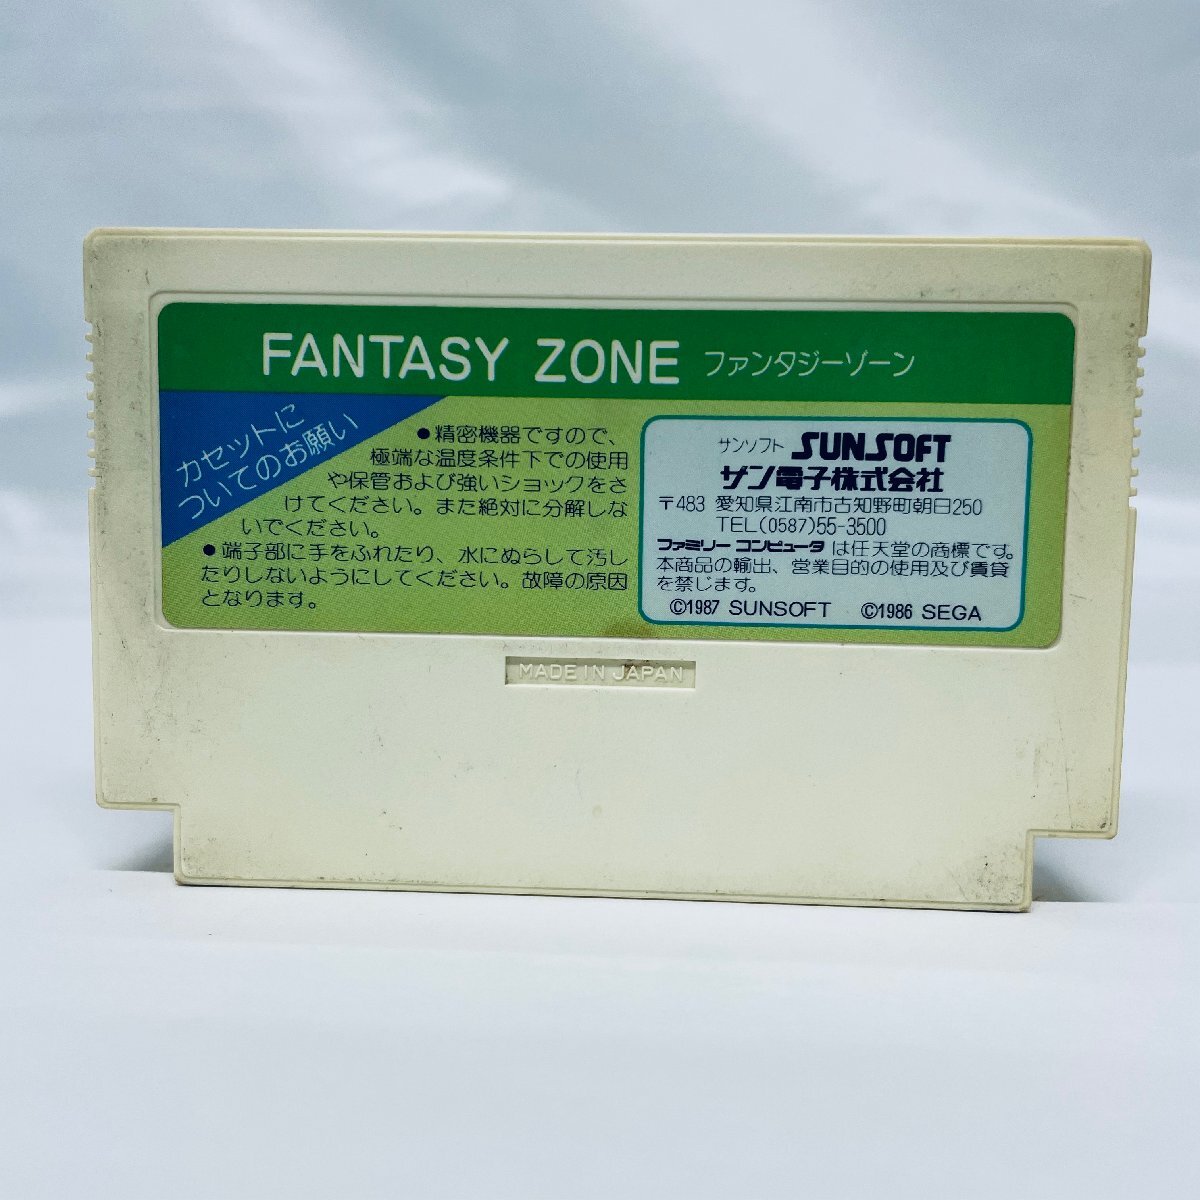 FANTASY ZONE ファンタジーゾーン
カセットに
ついてのお願い
●精密機器ですので、
極端な温度条件下での使用
や保管および強いショックをさ
けてください。また絶対に分解しな
いでください。
●端子部に手をふれたり、水にぬらして汚し
たりしないようにしてください。故障の原因
となります。
サンソフト SUNSOFT
サン電子株式会社
〒483 愛知県江南市古知野町朝日250
TEL(0587)55-3500
ファミリーコンピュータは任天堂の商標です。
本商品の輸出、営業目的の使用及び賃貸
を禁じます。
©1987 SUNSOFT ©1986 SEGA
MADE IN JAPAN